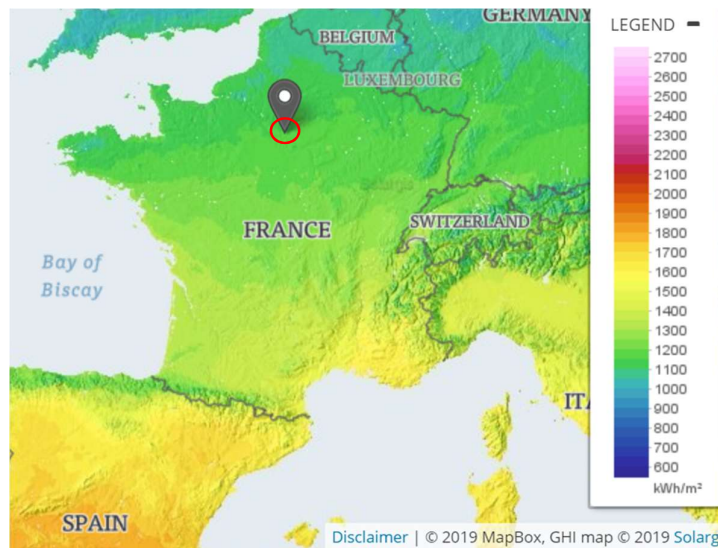 GERMANY
BELGIUM
LUXEMBOURG
FRANCE
SWITZERLAND
Bay of
Biscay
ITA
SPAIN
LEGEND
2700
2600
2500
2400
2300
2200
2100
2000
1900
1800
1700
1600
1500
1400
1300
1200
1100
1000
900
800
700
600
kWh/m²
Disclaimer | © 2019 MapBox, GHI map © 2019 Solarg